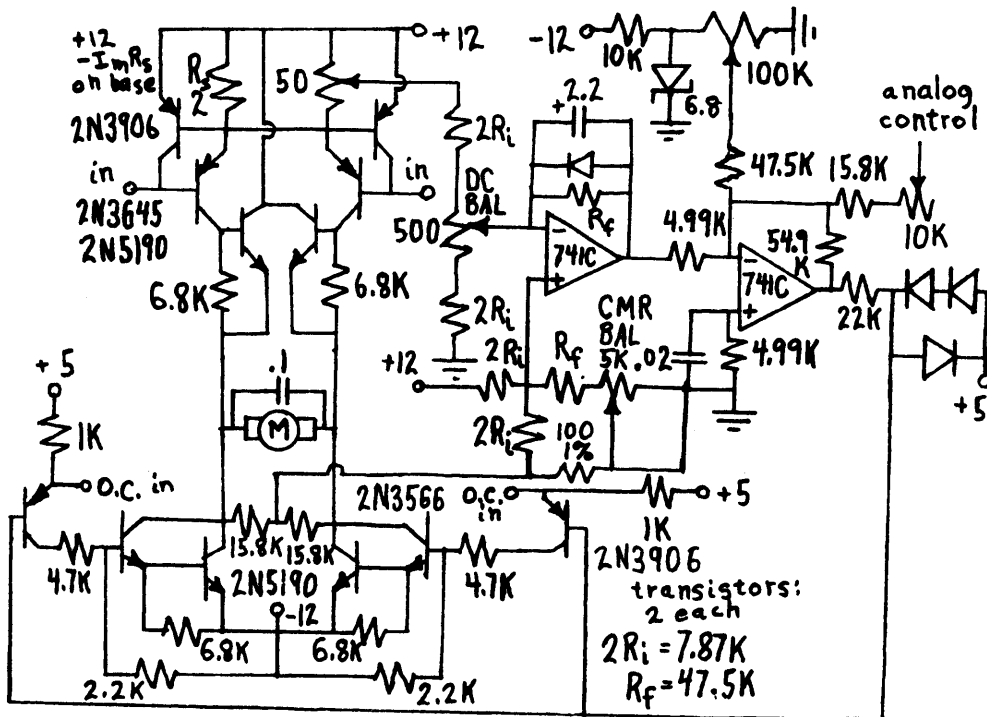 +12
-ImRs
on base
Rs
2
50
+12
-12
10K
100K
6.8
+2.2
analog
control
2N3906
2Ri
in
in
DC
BAL
500
Rf
47.5K
15.8K
10K
2N3645
2N5190
4.99K
54.9
K
-
741C
+
-
741C
+
22K
6.8K
6.8K
2Ri
CMR
BAL
5K
.02
4.99K
+12
2Ri
Rf
+5
.1
M
+5
1K
2Ri
100
1%
O.C. in
2N3566
O.C.
in
+5
1K
15.8K
15.8K
2N3906
4.7K
2N5190
-12
4.7K
transistors:
2 each
6.8K
6.8K
2Ri = 7.87K
2.2K
2.2K
Rf = 47.5K